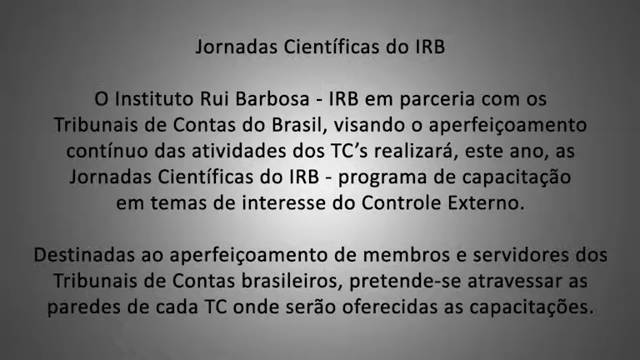 Jornadas Científicas do IRB
O Instituto Rui Barbosa - IRB em parceria com os
Tribunais de Contas do Brasil, visando o aperfeiçoamento
contínuo das atividades dos TC’s realizará, este ano, as
Jornadas Científicas do IRB - programa de capacitação
em temas de interesse do Controle Externo.
Destinadas ao aperfeiçoamento de membros e servidores dos
Tribunais de Contas brasileiros, pretende-se atravessar as
paredes de cada TC onde serão oferecidas as capacitações.